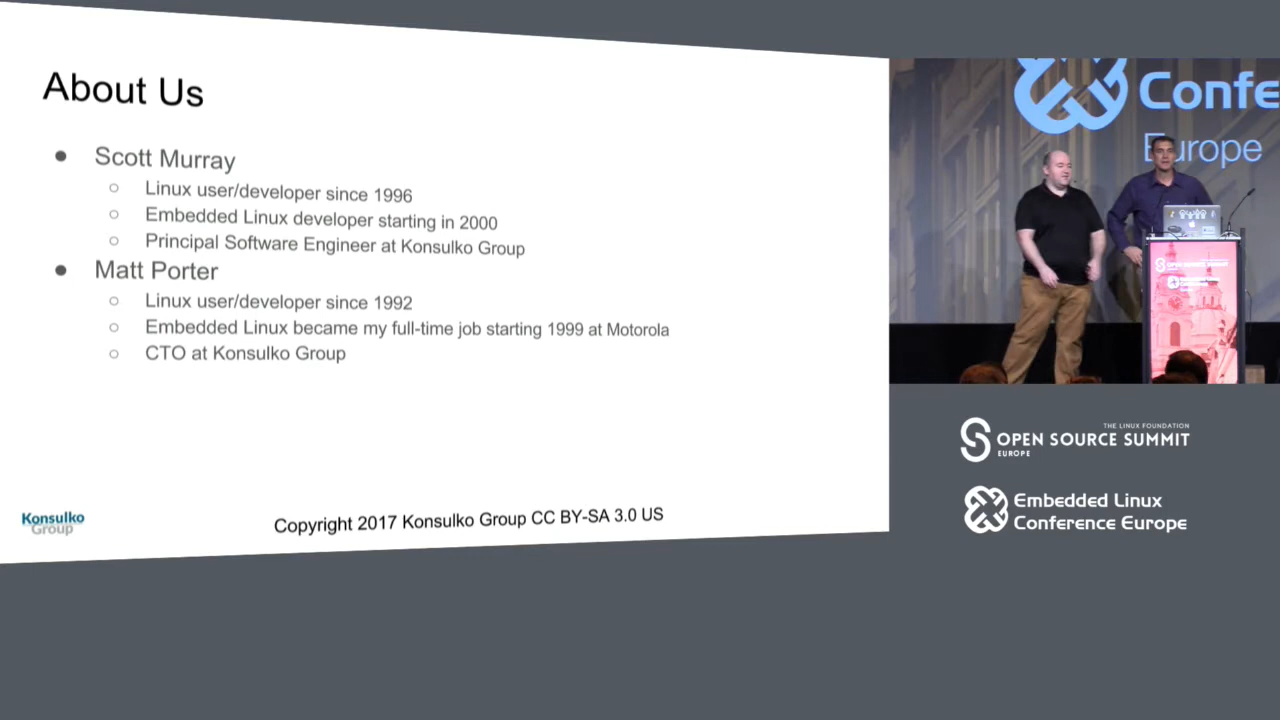 About Us
Scott Murray
Linux user/developer since 1996
Embedded Linux developer starting in 2000
Principal Software Engineer at Konsulko Group
Matt Porter
Linux user/developer since 1992
Embedded Linux became my full-time job starting 1999 at Motorola
CTO at Konsulko Group
Konsulko
Group
Copyright 2017 Konsulko Group CC BY-SA 3.0 US
Confe
Europe
OPEN SOURCE SUMMIT
THE LINUX FOUNDATION
OPEN SOURCE SUMMIT
EUROPE
Embedded Linux
Conference Europe